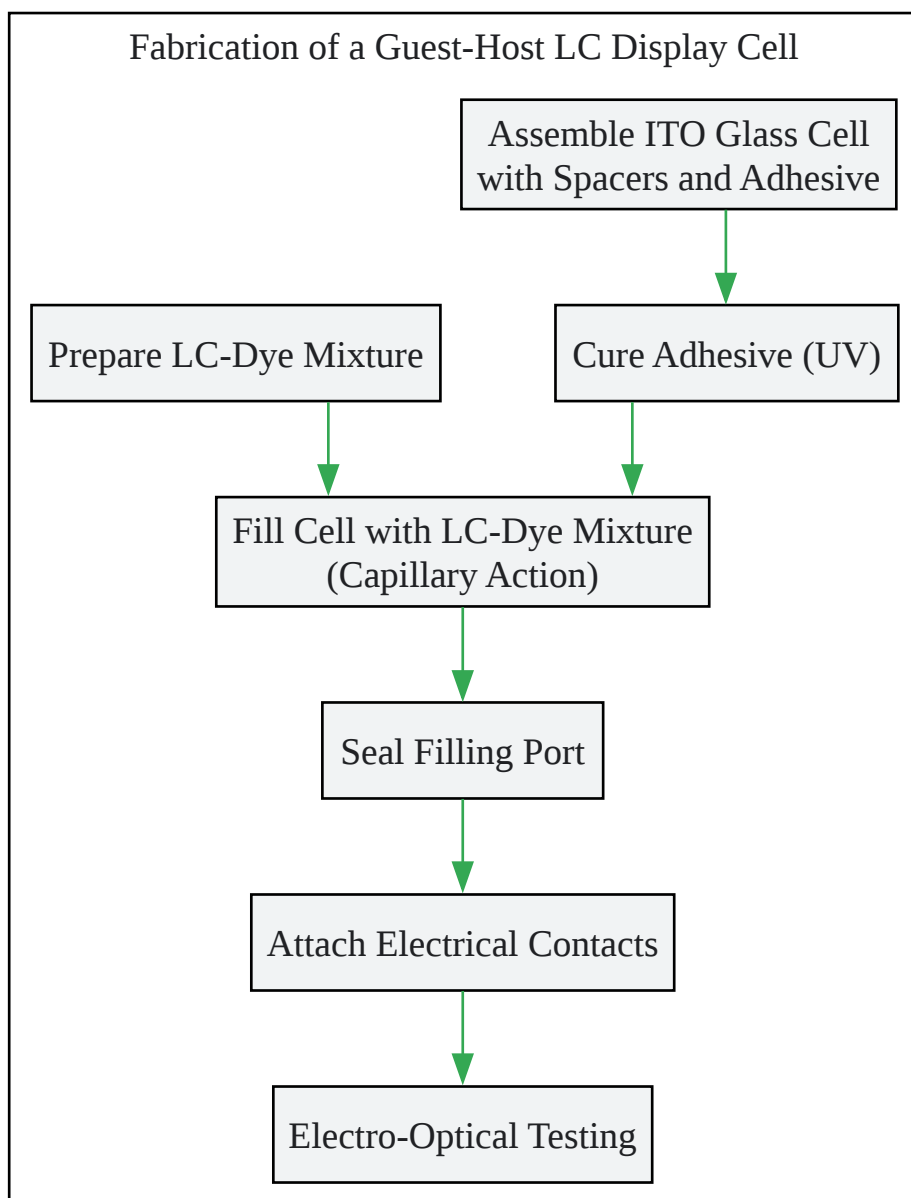 Fabrication of a Guest-Host LC Display Cell
Assemble ITO Glass Cell
with Spacers and Adhesive
Prepare LC-Dye Mixture
Cure Adhesive (UV)
Fill Cell with LC-Dye Mixture
(Capillary Action)
Seal Filling Port
Attach Electrical Contacts
Electro-Optical Testing